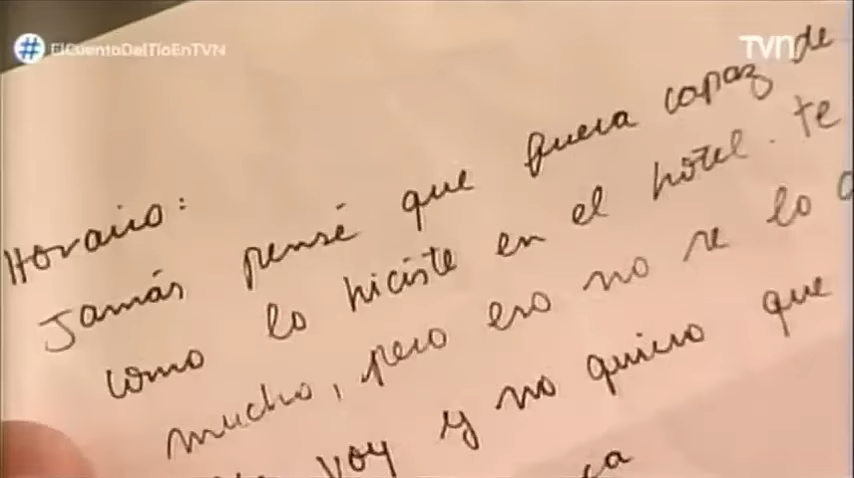 #ElCuentoDelTioEnTVN
TVN
Horacio:
Jamás pensé que fuera capaz de
como lo hiciste en el hotel. te
mucho, pero eso no se lo
voy y no quiero que